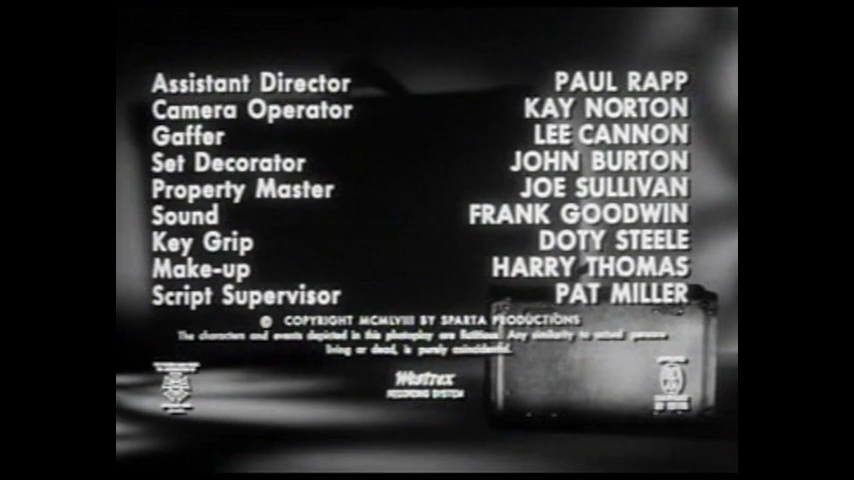 Assistant Director PAUL RAPP
Camera Operator KAY NORTON
Gaffer LEE CANNON
Set Decorator JOHN BURTON
Property Master JOE SULLIVAN
Sound FRANK GOODWIN
Key Grip DOTY STEELE
Make-up HARRY THOMAS
Script Supervisor PAT MILLER
© COPYRIGHT MCMLVIII BY SPARTA PRODUCTIONS
The characters and events depicted in this photoplay are fictitious. Any similarity to actual persons
living or dead, is purely coincidental.
Westrex
RECORDING SYSTEM